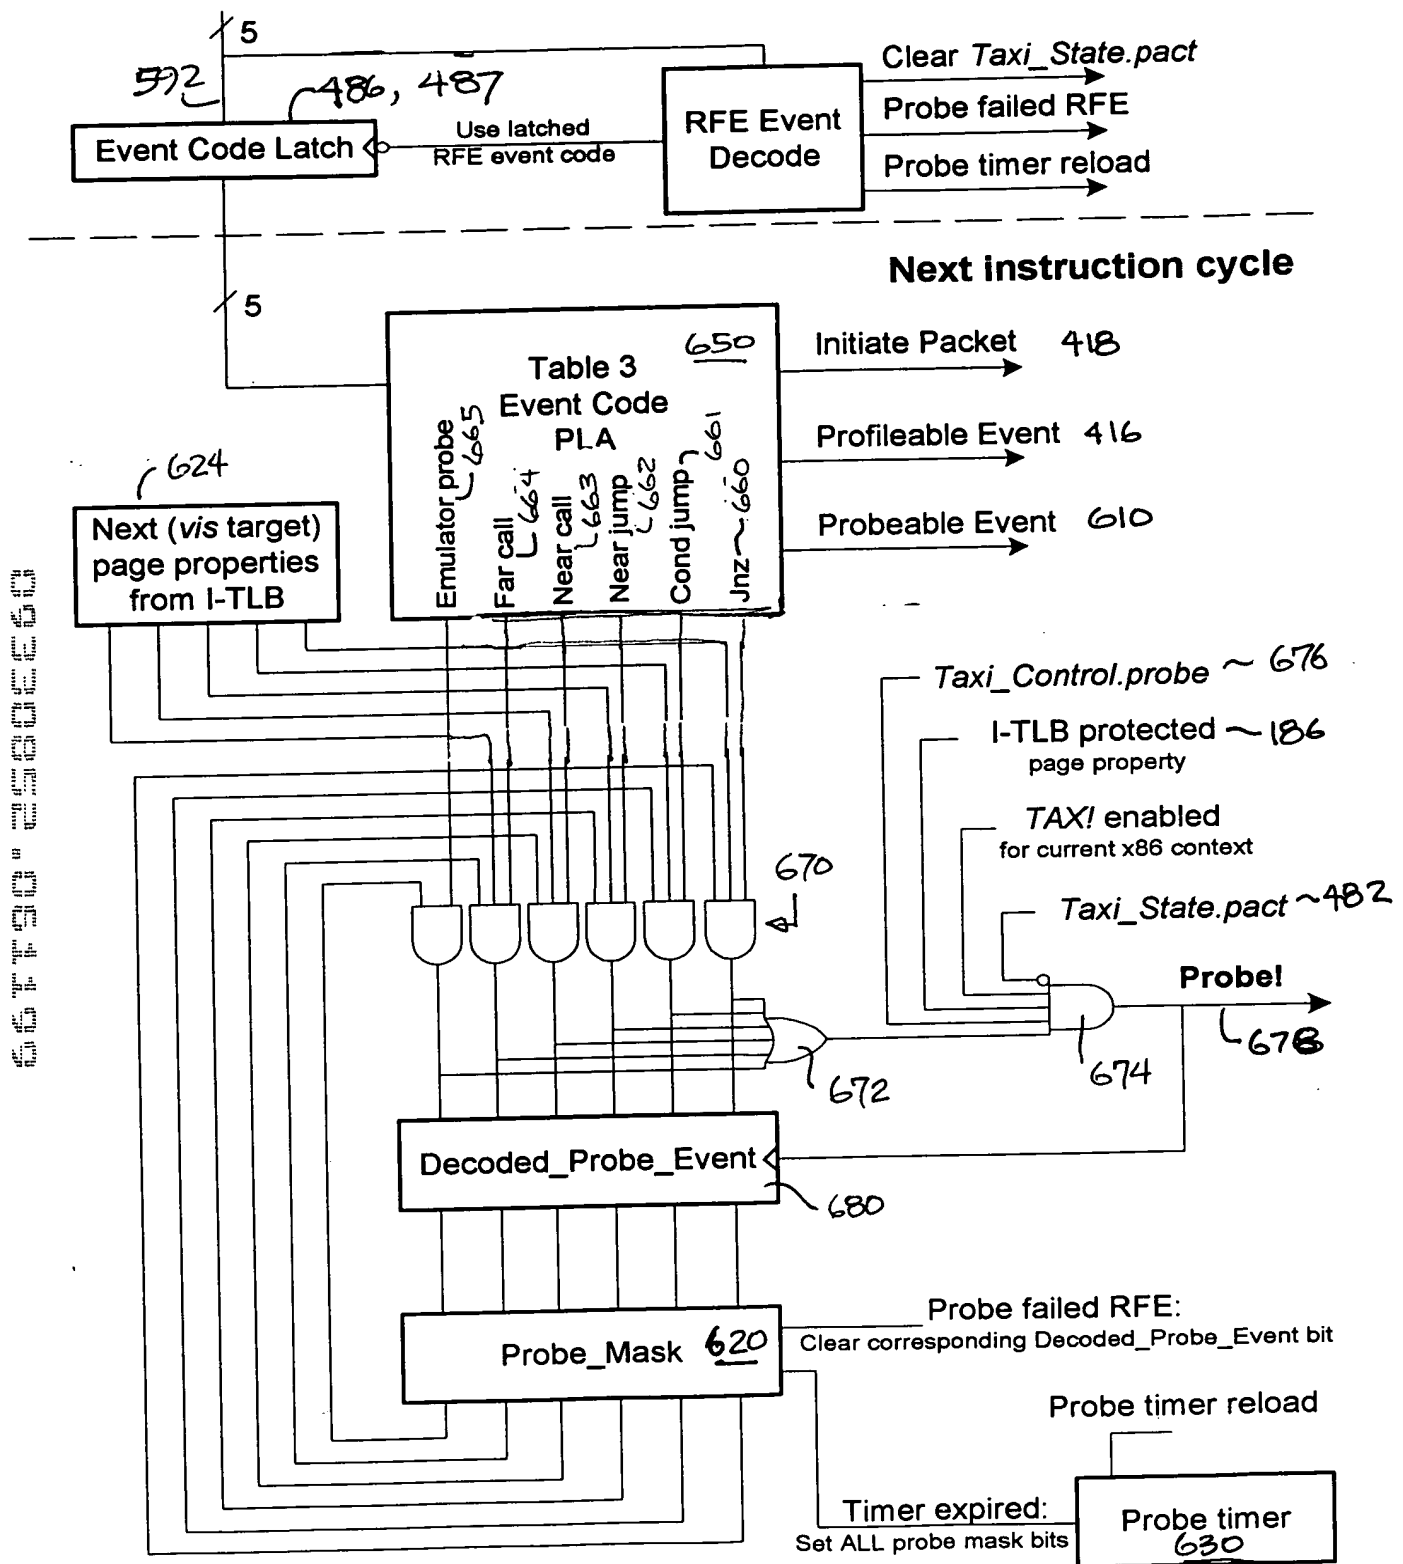 5
592
486, 487
Event Code Latch
Use latched
RFE event code
RFE Event
Decode
Clear Taxi_State.pact
Probe failed RFE
Probe timer reload
Next instruction cycle
5
Table 3
Event Code
PLA
650
Emulator probe
665
Far call
664
Near call
663
Near jump
662
Cond jump
661
Jnz ~ 660
Initiate Packet 418
Profileable Event 416
Probeable Event 610
624
Next (vis target)
page properties
from I-TLB
Taxi_Control.probe ~ 676
I-TLB protected ~ 186
page property
TAX! enabled
for current x86 context
Taxi_State.pact ~ 482
670
Probe!
678
672
674
Decoded_Probe_Event
680
Probe_Mask 620
Probe failed RFE:
Clear corresponding Decoded_Probe_Event bit
Probe timer reload
Timer expired:
Set ALL probe mask bits
Probe timer
630